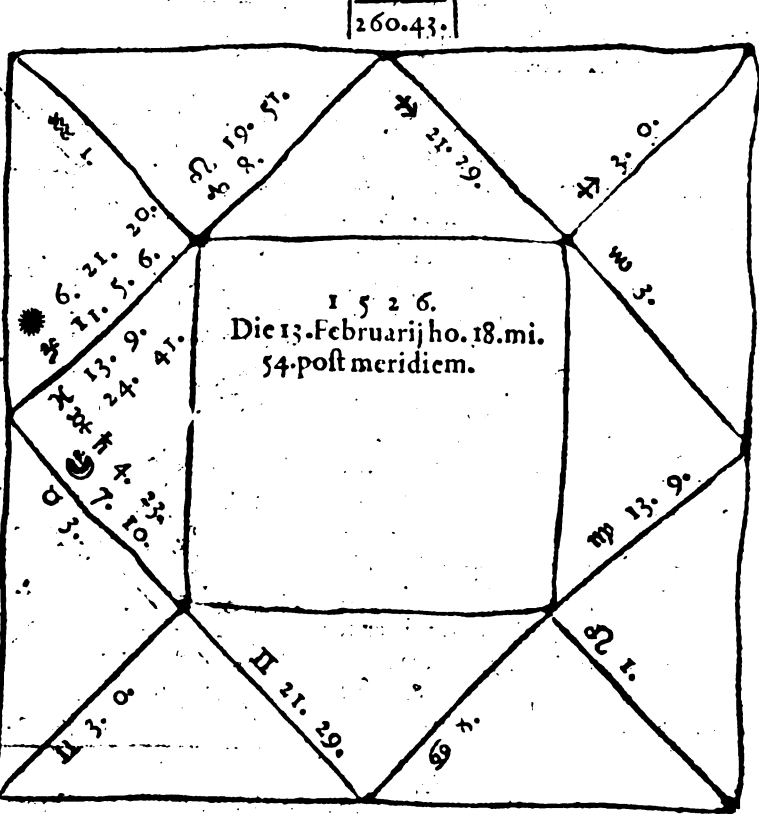 260.43.
♒ 1.
☊ 19. 51.
8.
♐ 21. 29.
♐ 3. 0.
♑ 3.
6. 21. 20.
♃ 11. 5. 6.
1 5 2 6.
Die 13. Februarij ho. 18. mi.
54. poſt meridiem.
♓ 13. 9.
☿ 24. 41.
♄ 4. 23.
☽ 7. 10.
♉ 3.
♍ 13. 9.
♌ 1.
♊ 3. 0.
♊ 21. 29.
♋